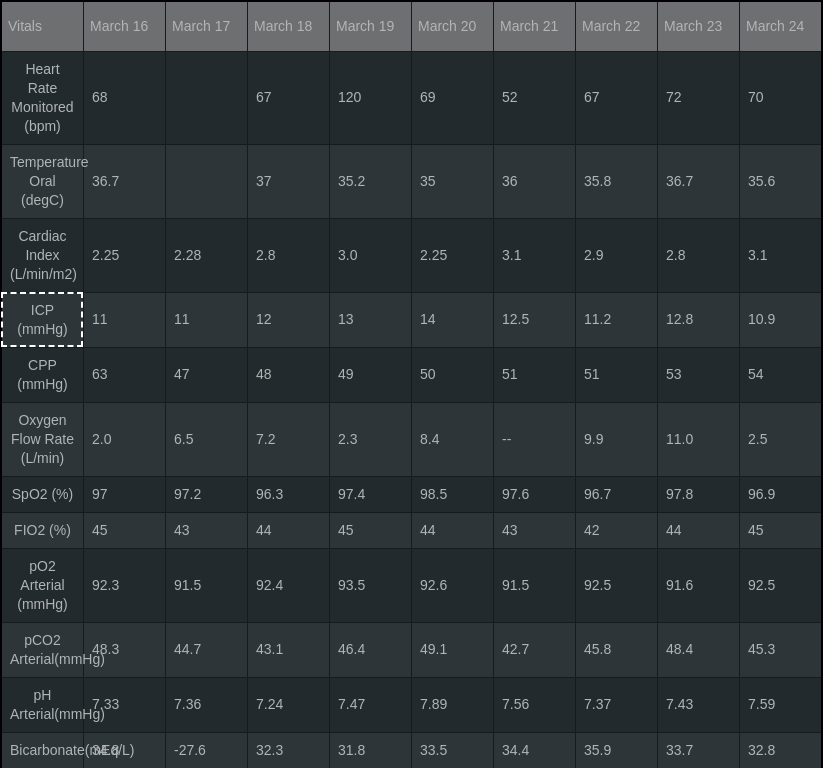 Vitals March 16 March 17 March 18 March 19 March 20 March 21 March 22 March 23 March 24
Heart
Rate
Monitored
(bpm)
68 67 120 69 52 67 72 70
Temperature
Oral
(degC)
36.7 37 35.2 35 36 35.8 36.7 35.6
Cardiac
Index
(L/min/m2)
2.25 2.28 2.8 3.0 2.25 3.1 2.9 2.8 3.1
ICP
(mmHg)
11 11 12 13 14 12.5 11.2 12.8 10.9
CPP
(mmHg)
63 47 48 49 50 51 51 53 54
Oxygen
Flow Rate
(L/min)
2.0 6.5 7.2 2.3 8.4 -- 9.9 11.0 2.5
SpO2 (%) 97 97.2 96.3 97.4 98.5 97.6 96.7 97.8 96.9
FIO2 (%) 45 43 44 45 44 43 42 44 45
pO2
Arterial
(mmHg)
92.3 91.5 92.4 93.5 92.6 91.5 92.5 91.6 92.5
pCO2
Arterial(mmHg)
48.3 44.7 43.1 46.4 49.1 42.7 45.8 48.4 45.3
pH
Arterial(mmHg)
7.33 7.36 7.24 7.47 7.89 7.56 7.37 7.43 7.59
Bicarbonate(mEq/L) -27.6 32.3 31.8 33.5 34.4 35.9 33.7 32.8